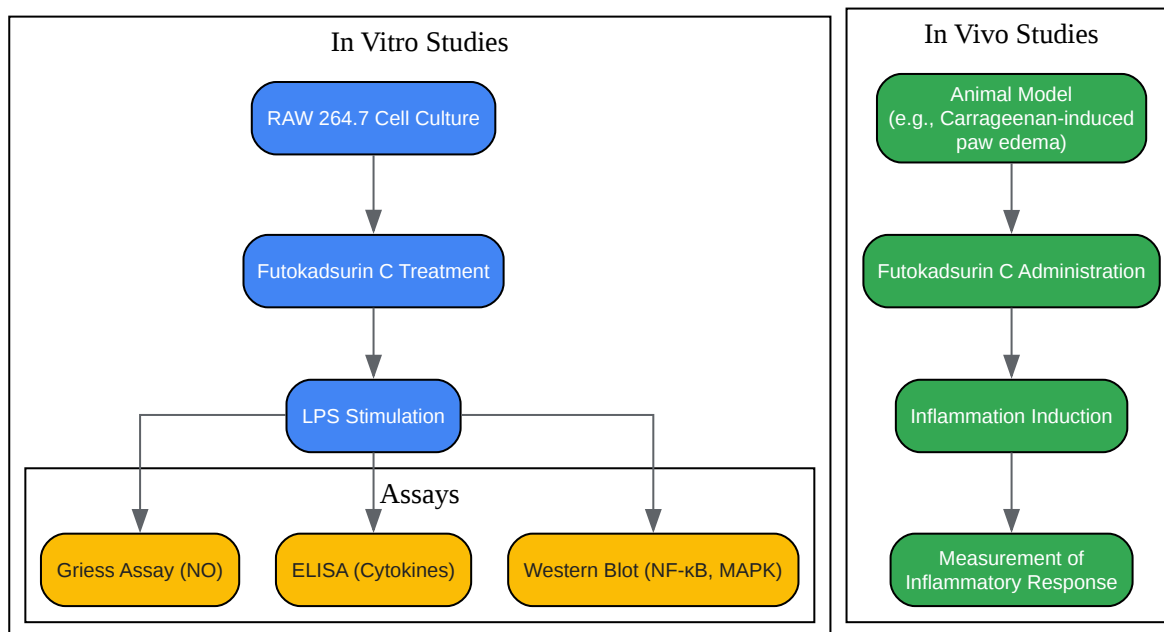 In Vitro Studies
RAW 264.7 Cell Culture
Futokadsurin C Treatment
LPS Stimulation
Assays
Griess Assay (NO)
ELISA (Cytokines)
Western Blot (NF-κB, MAPK)
In Vivo Studies
Animal Model
(e.g., Carrageenan-induced
paw edema)
Futokadsurin C Administration
Inflammation Induction
Measurement of
Inflammatory Response